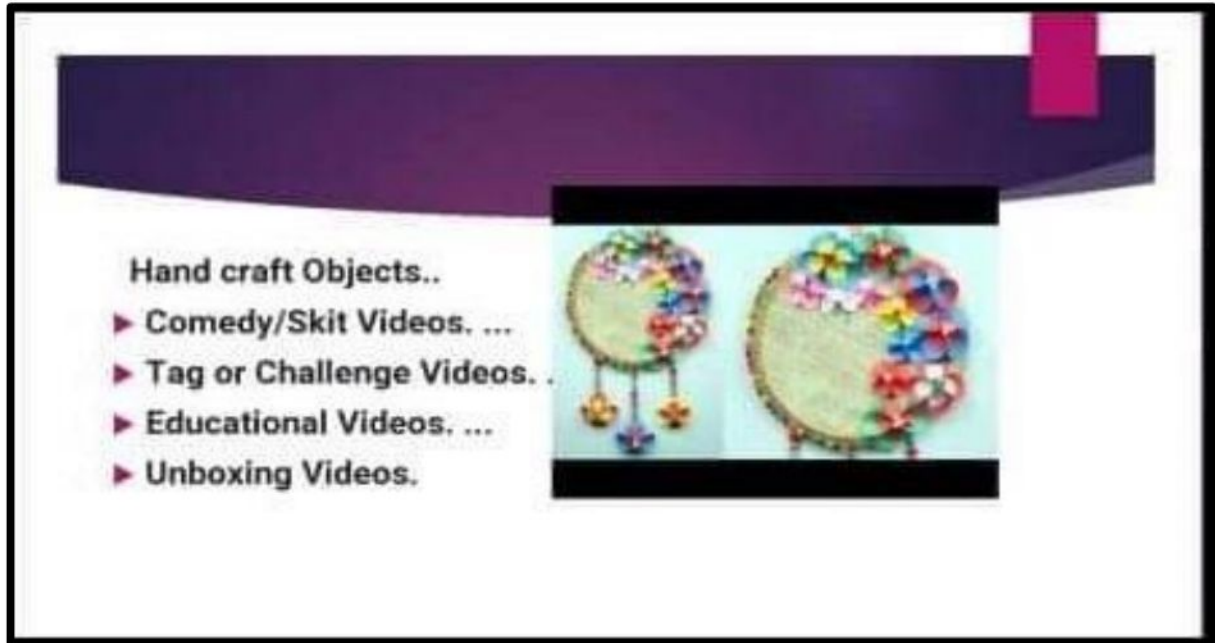 Hand craft Objects..
Comedy/Skit Videos. ...
Tag or Challenge Videos. .
Educational Videos. ...
Unboxing Videos.